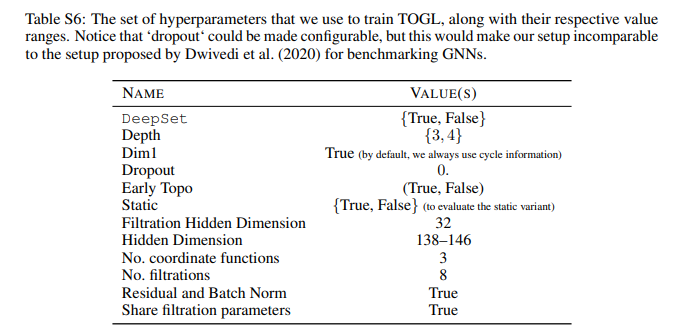 Table S6: The set of hyperparameters that we use to train TOGL, along with their respective value
ranges. Notice that ‘dropout‘ could be made configurable, but this would make our setup incomparable
to the setup proposed by Dwivedi et al. (2020) for benchmarking GNNs.
NAME VALUE(S)
DeepSet {True, False}
Depth {3, 4}
Dim1 True (by default, we always use cycle information)
Dropout 0.
Early Topo (True, False)
Static {True, False} (to evaluate the static variant)
Filtration Hidden Dimension 32
Hidden Dimension 138–146
No. coordinate functions 3
No. filtrations 8
Residual and Batch Norm True
Share filtration parameters True